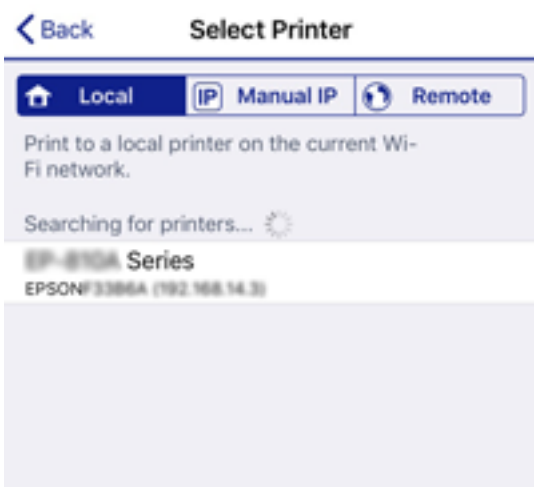 Back
Select Printer
Local
IP Manual IP
Remote
Print to a local printer on the current Wi-
Fi network.
Searching for printers...
Series
EPSON